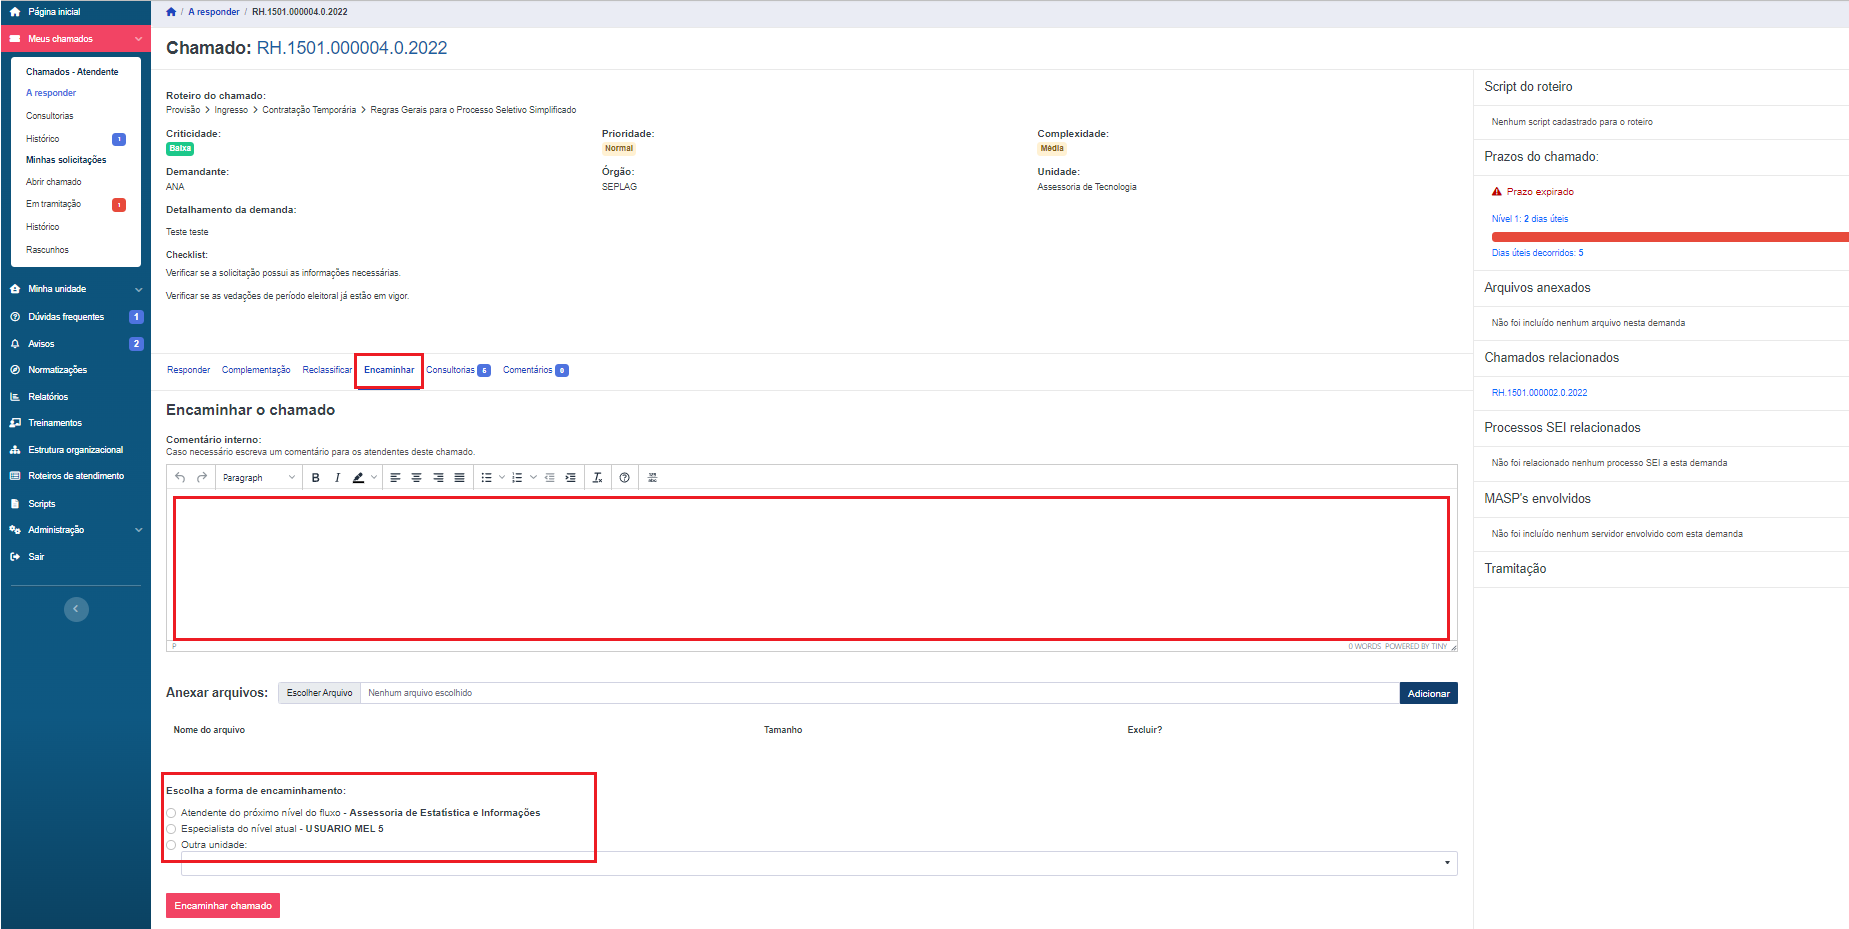 Página inicial
Meus chamados
Chamados - Atendente
A responder
Consultorias
Histórico 1
Minhas solicitações
Abrir chamado
Em tramitação 1
Histórico
Rascunhos
Minha unidade
Dúvidas frequentes 1
Avisos 2
Normatizações
Relatórios
Treinamentos
Estrutura organizacional
Roteiros de atendimento
Scripts
Administração
Sair
/ A responder / RH.1501.000004.0.2022
Chamado: RH.1501.000004.0.2022
Roteiro do chamado:
Provisão > Ingresso > Contratação Temporária > Regras Gerais para o Processo Seletivo Simplificado
Criticidade: Prioridade: Complexidade:
Baixa Normal Média
Demandante: Órgão: Unidade:
ANA SEPLAG Assessoria de Tecnologia
Detalhamento da demanda:
Teste teste
Checklist:
Verificar se a solicitação possui as informações necessárias.
Verificar se as vedações de período eleitoral já estão em vigor.
Responder Complementação Reclassificar Encaminhar Consultorias 6 Comentários 0
Encaminhar o chamado
Comentário interno:
Caso necessário escreva um comentário para os atendentes deste chamado.
Paragraph B I
P 0 WORDS POWERED BY TINY
Anexar arquivos: Escolher Arquivo Nenhum arquivo escolhido Adicionar
Nome do arquivo Tamanho Excluir?
Escolha a forma de encaminhamento:
Atendente do próximo nível do fluxo - Assessoria de Estatística e Informações
Especialista do nível atual - USUARIO MEL 5
Outra unidade:
Encaminhar chamado
Script do roteiro
Nenhum script cadastrado para o roteiro
Prazos do chamado:
Prazo expirado
Nível 1: 2 dias úteis
Dias úteis decorridos: 5
Arquivos anexados
Não foi incluído nenhum arquivo nesta demanda
Chamados relacionados
RH.1501.000002.0.2022
Processos SEI relacionados
Não foi relacionado nenhum processo SEI a esta demanda
MASP's envolvidos
Não foi incluído nenhum servidor envolvido com esta demanda
Tramitação